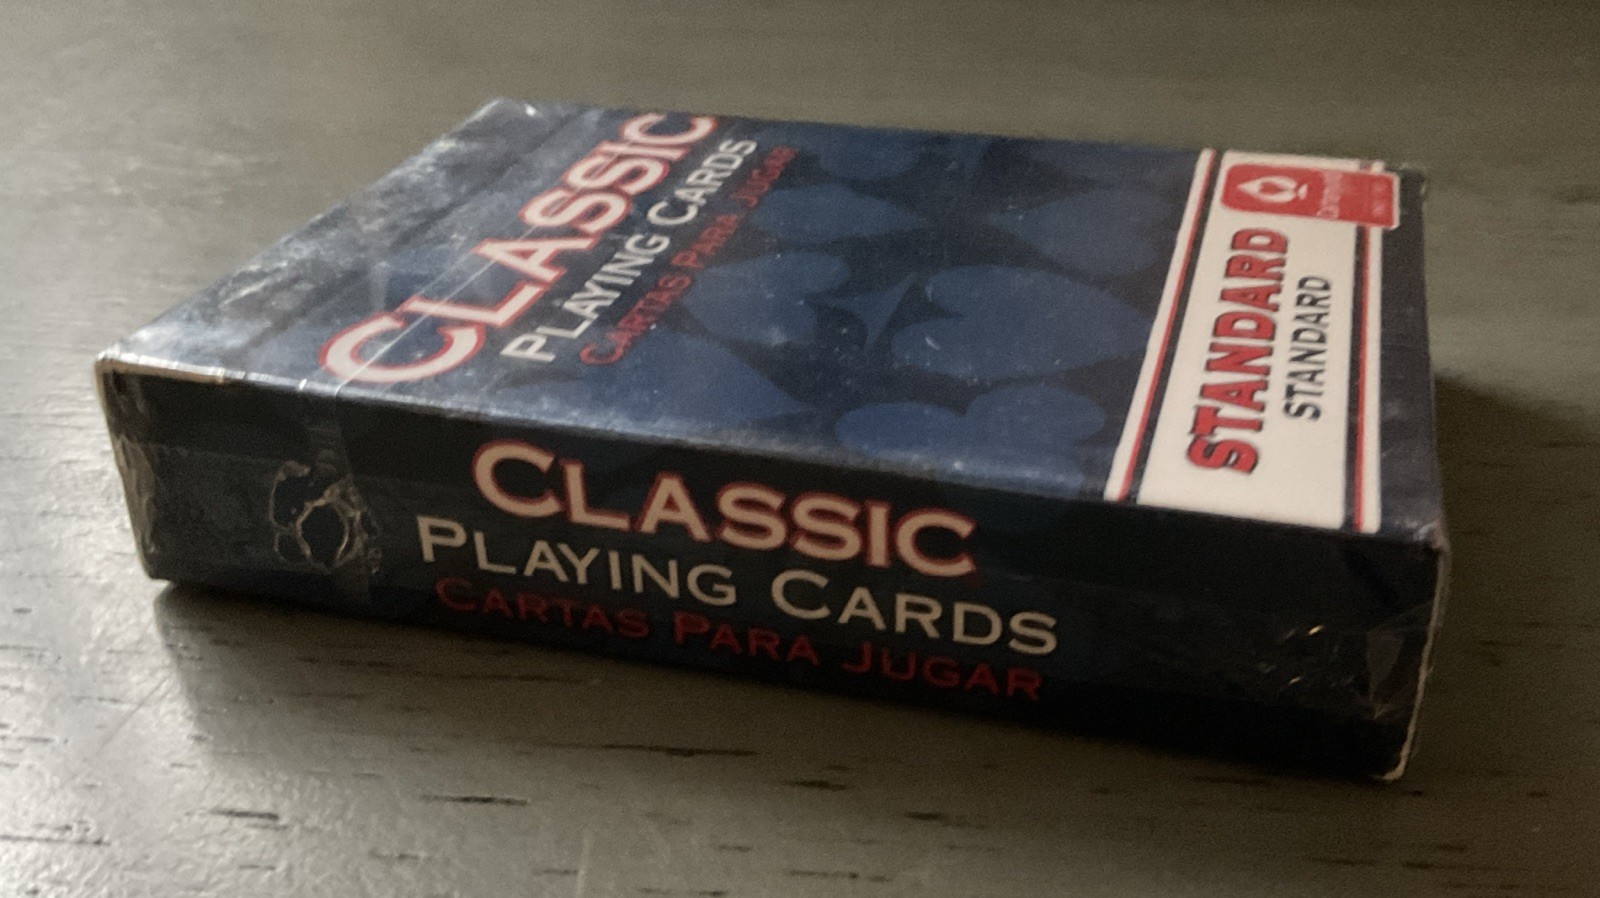 CLASSIC
PLAYING CARDS
CARTAS PARA JUGAR
STANDARD
STANDARD
CLASSIC
PLAYING CARDS
CARTAS PARA JUGAR